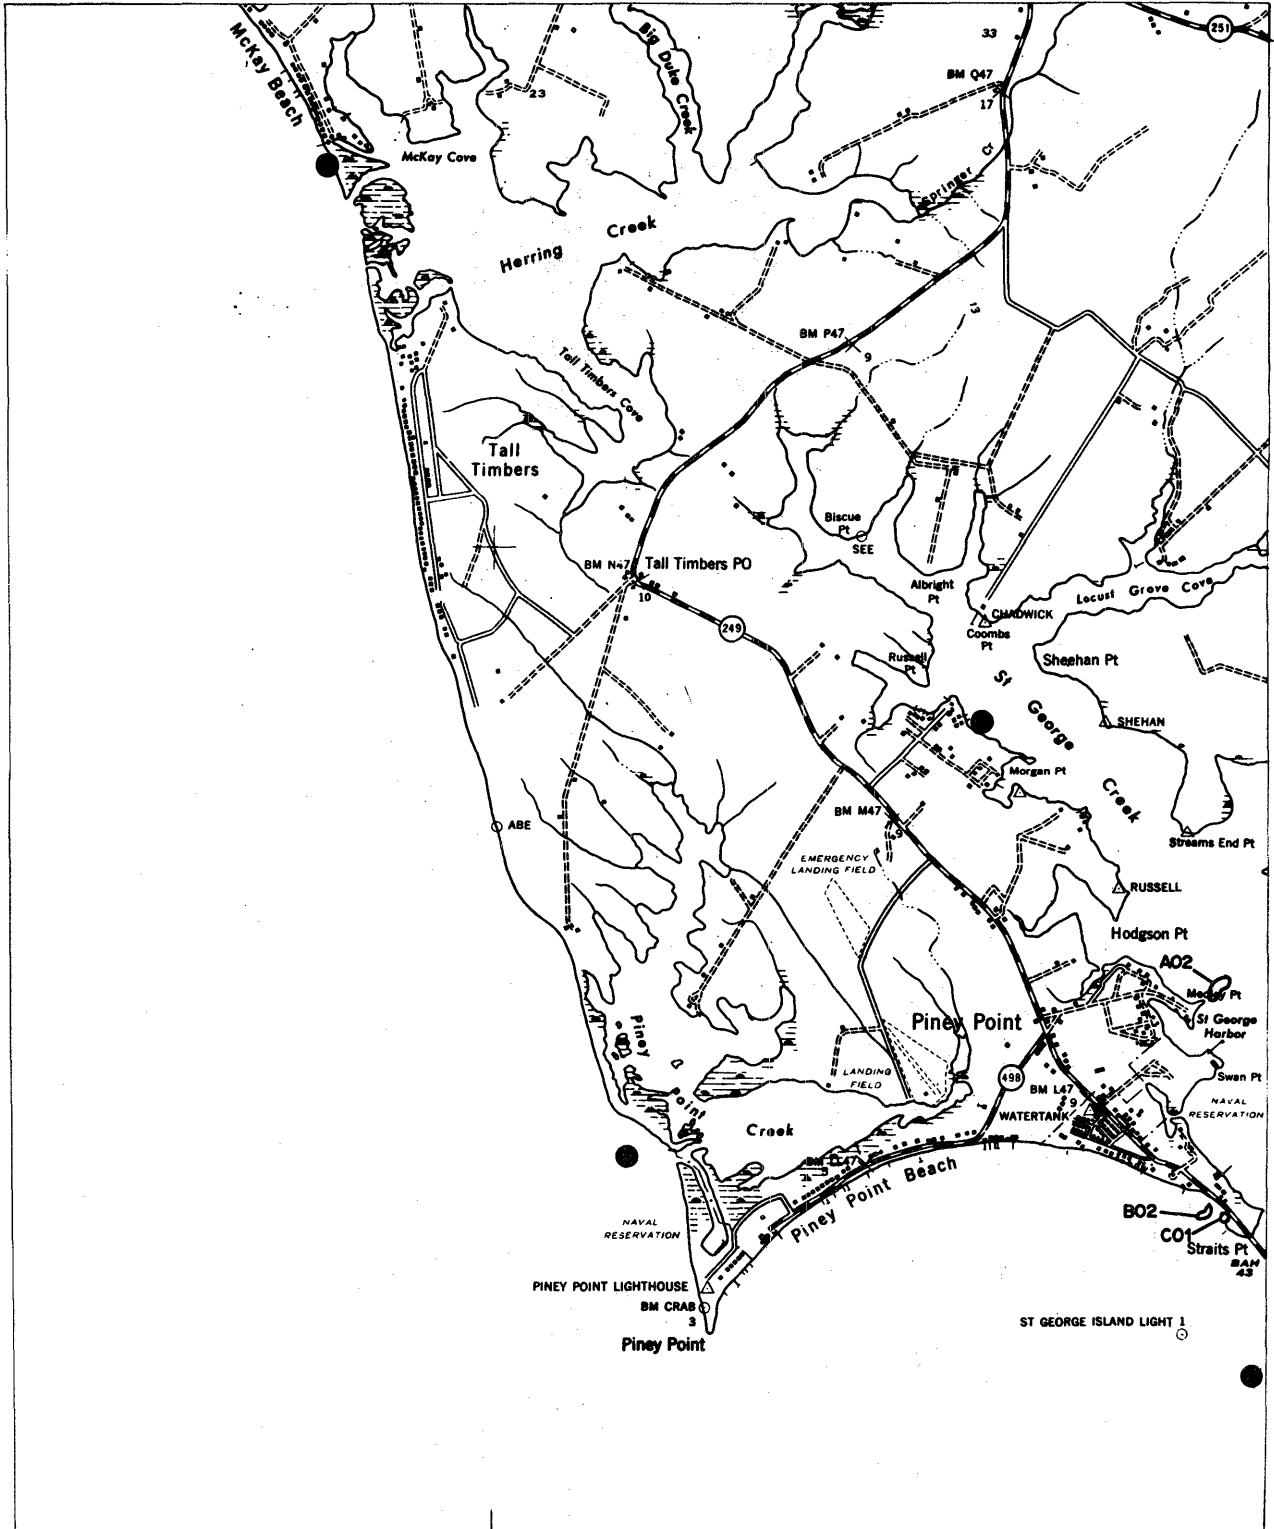 251
McKay Beach
Big Duke Creek
33
BM Q47
17
23
McKay Cove
Springer Cr
Herring Creek
13
BM P47
9
Tall Timbers Cove
Tall
Timbers
Biscue
Pt
SEE
BM N47
Tall Timbers PO
10
Albright
Pt
Locust Grove Cove
CHADWICK
Coombs
Pt
249
Russell
Pt
Sheehan Pt
St George Creek
SHEHAN
Morgan Pt
ABE
BM M47
9
Streams End Pt
EMERGENCY
LANDING FIELD
RUSSELL
Hodgson Pt
A02
Medley Pt
Piney Point
St George
Harbor
Piney Point Creek
LANDING
FIELD
498
BM L47
9
Swan Pt
NAVAL
RESERVATION
WATERTANK
5
Piney Point Beach
NAVAL
RESERVATION
B02
C01
Straits Pt
BAH
43
PINEY POINT LIGHTHOUSE
BM CRAB
3
Piney Point
ST GEORGE ISLAND LIGHT 1